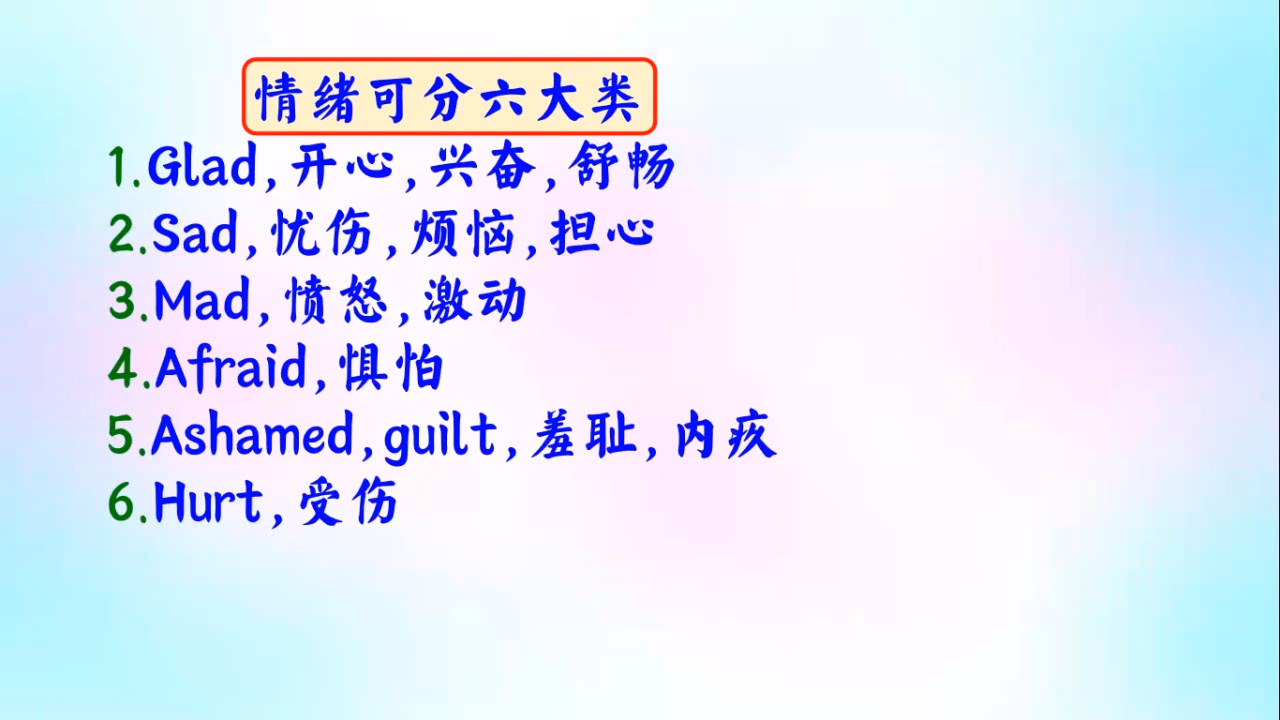 情绪可分六大类
1.Glad,开心,兴奋,舒畅
2.Sad,忧伤,烦恼,担心
3.Mad,愤怒,激动
4.Afraid,惧怕
5.Ashamed,guilt,羞耻,内疚
6.Hurt,受伤